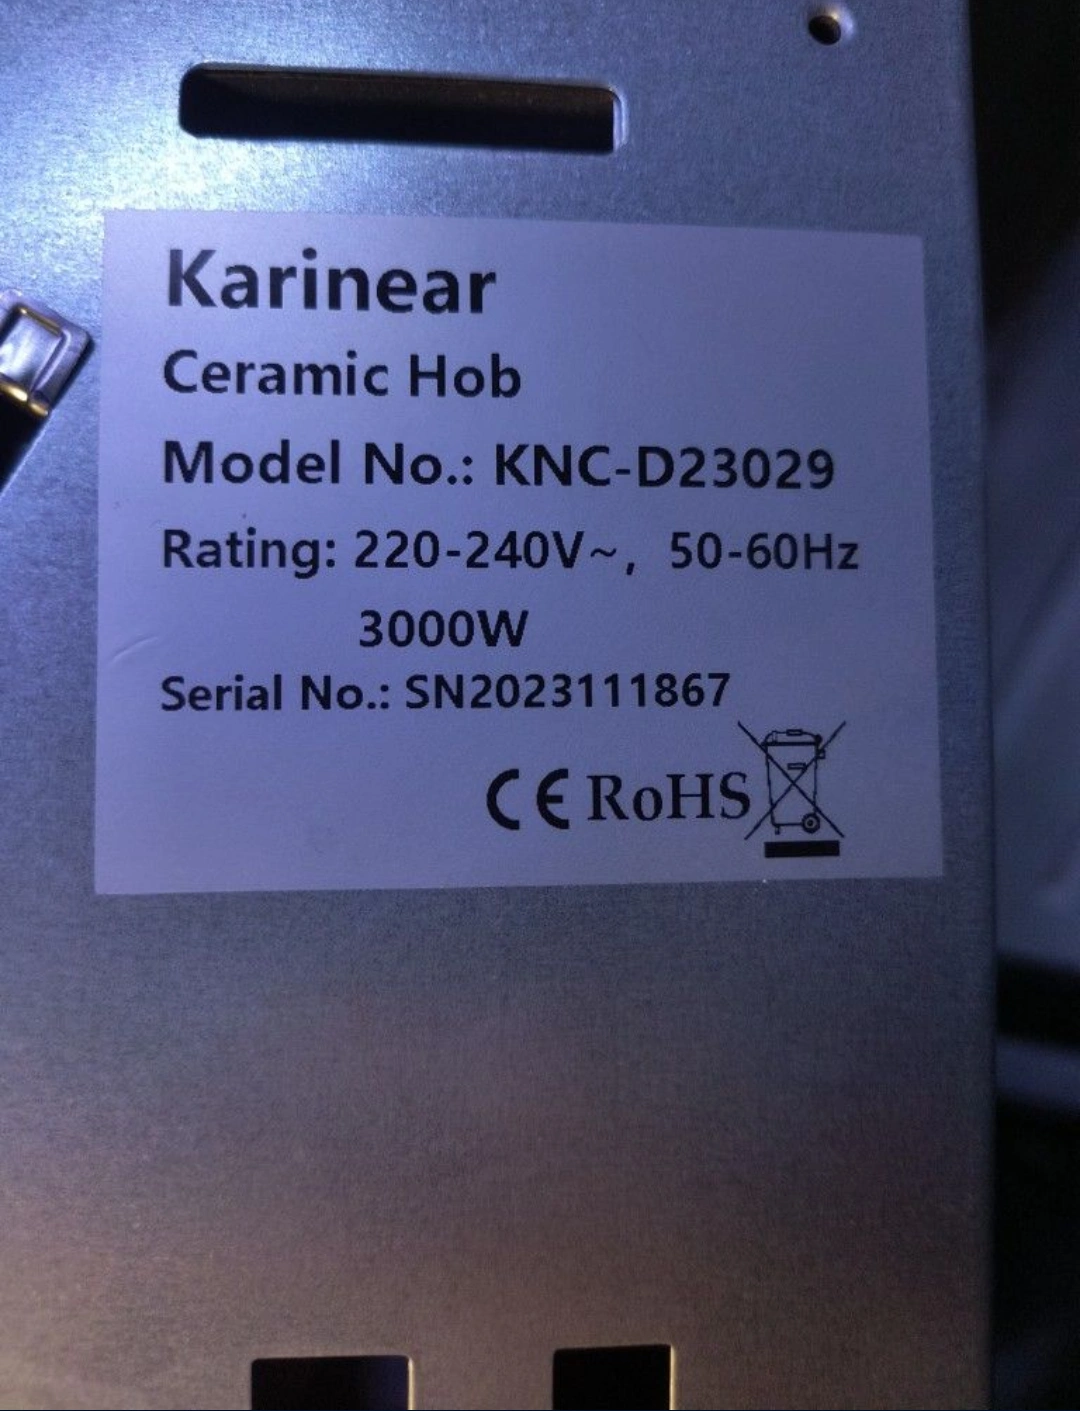 Karinear
Ceramic Hob
Model No.: KNC-D23029
Rating: 220-240V~, 50-60Hz
3000W
Serial No.: SN2023111867
CE RoHS